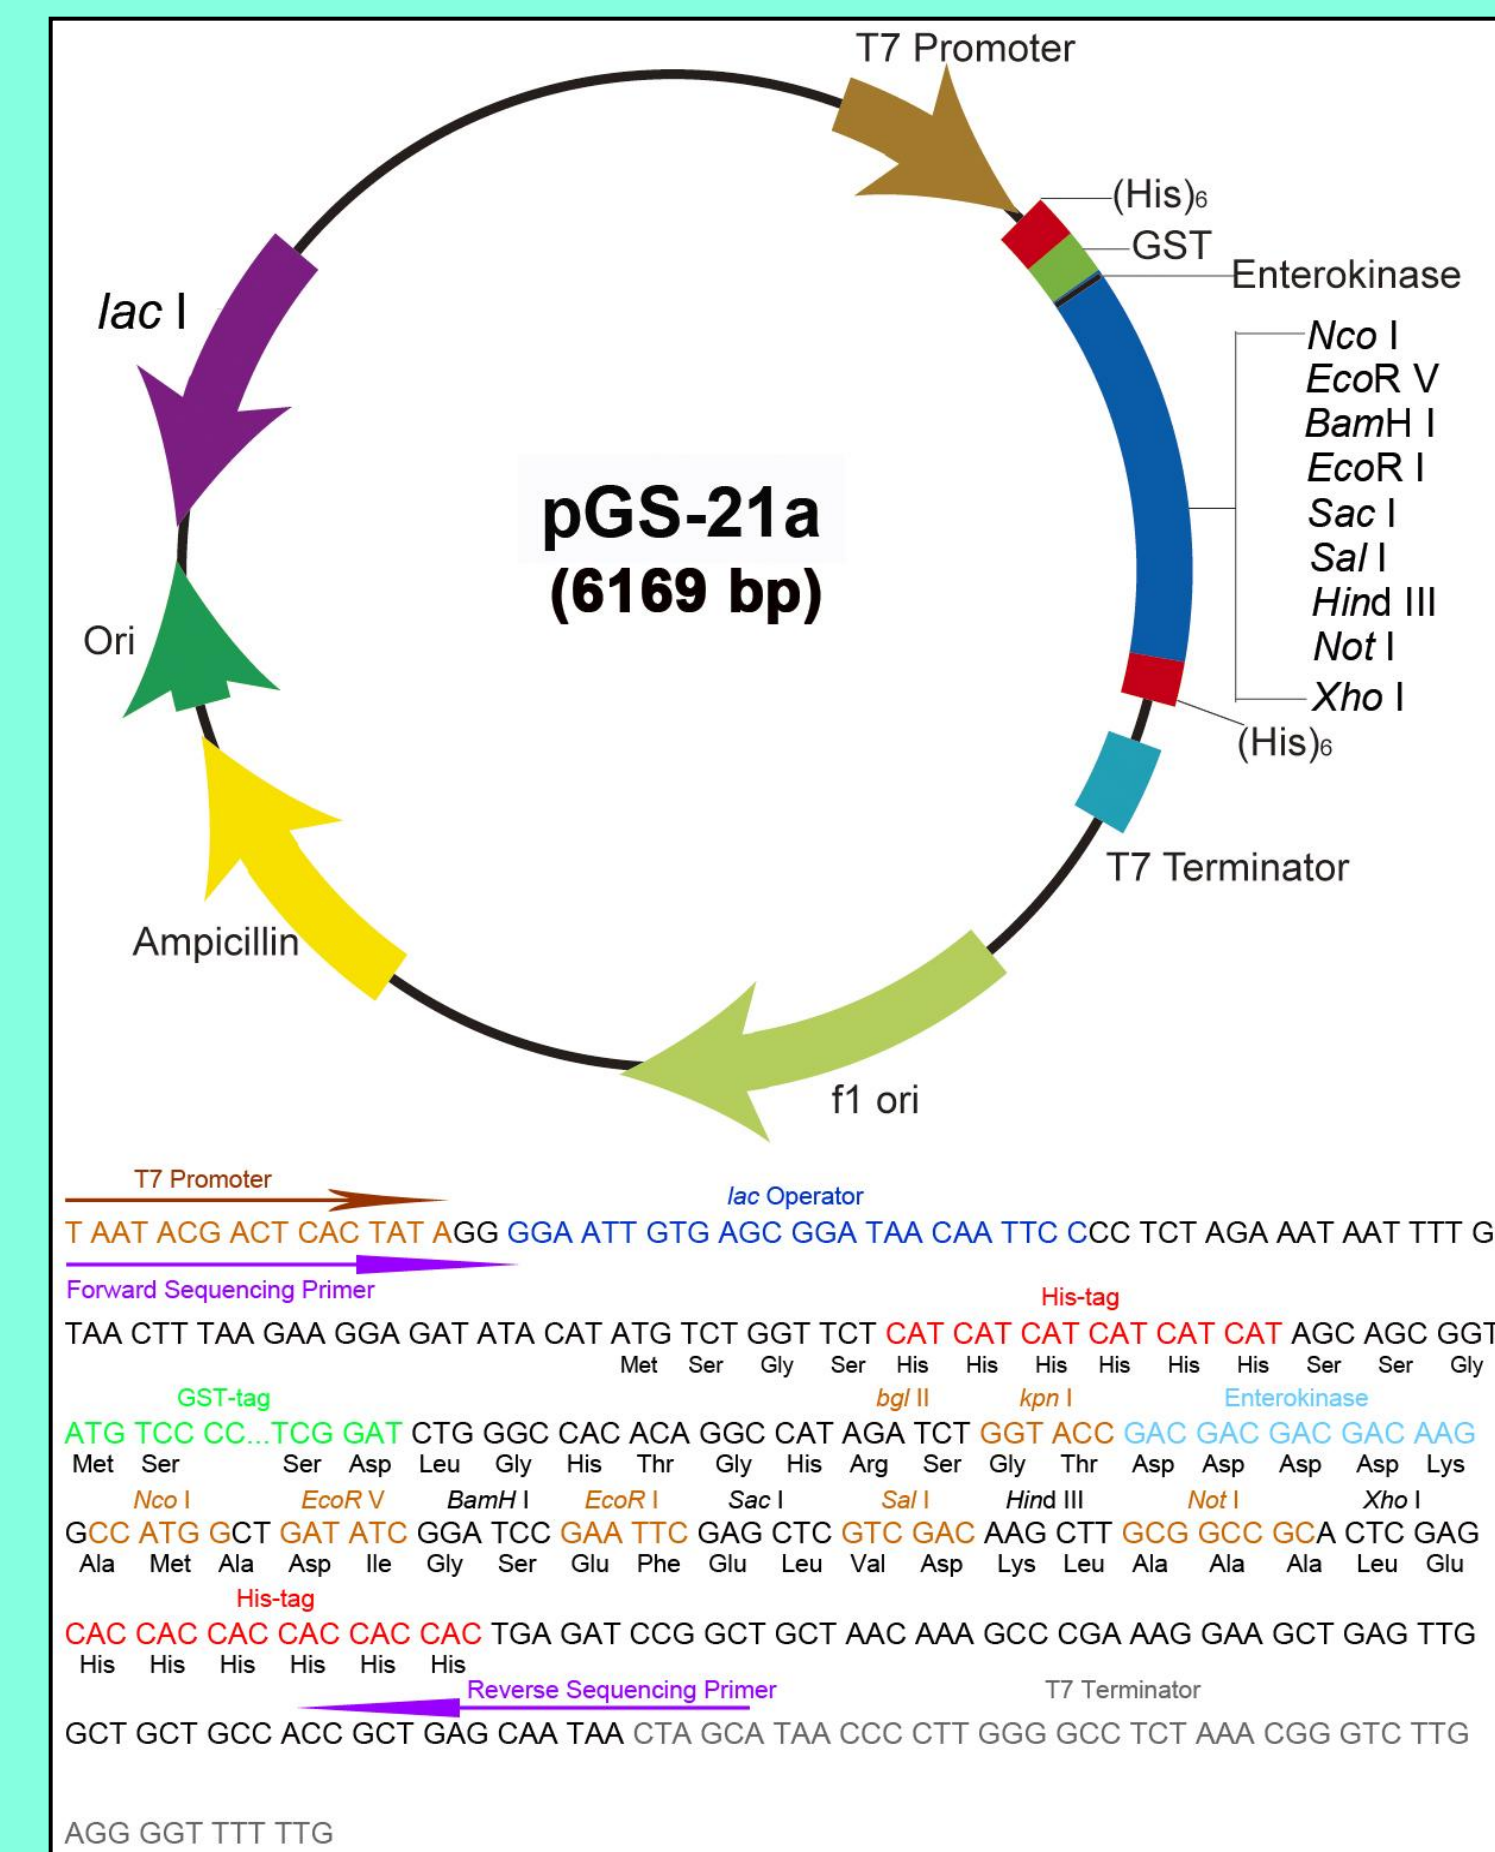 T7 Promoter
(His)6
GST
Enterokinase
lac I
Nco I
EcoR V
BamH I
EcoR I
Sac I
Sal I
Hind III
Not I
Xho I
(His)6
pGS-21a
(6169 bp)
Ori
T7 Terminator
Ampicillin
f1 ori
T7 Promoter
lac Operator
T AAT ACG ACT CAC TAT AGG GGA ATT GTG AGC GGA TAA CAA TTC CCC TCT AGA AAT AAT TTT G
Forward Sequencing Primer
His-tag
TAA CTT TAA GAA GGA GAT ATA CAT ATG TCT GGT TCT CAT CAT CAT CAT CAT CAT AGC AGC GGT
Met Ser Gly Ser His His His His His His Ser Ser Gly
GST-tag bgl II kpn I Enterokinase
ATG TCC CC...TCG GAT CTG GGC CAC ACA GGC CAT AGA TCT GGT ACC GAC GAC GAC GAC AAG
Met Ser Ser Asp Leu Gly His Thr Gly His Arg Ser Gly Thr Asp Asp Asp Asp Lys
Nco I EcoR V BamH I EcoR I Sac I Sal I Hind III Not I Xho I
GCC ATG GCT GAT ATC GGA TCC GAA TTC GAG CTC GTC GAC AAG CTT GCG GCC GCA CTC GAG
Ala Met Ala Asp Ile Gly Ser Glu Phe Glu Leu Val Asp Lys Leu Ala Ala Ala Leu Glu
His-tag
CAC CAC CAC CAC CAC CAC TGA GAT CCG GCT GCT AAC AAA GCC CGA AAG GAA GCT GAG TTG
His His His His His His
Reverse Sequencing Primer T7 Terminator
GCT GCT GCC ACC GCT GAG CAA TAA CTA GCA TAA CCC CTT GGG GCC TCT AAA CGG GTC TTG
AGG GGT TTT TTG